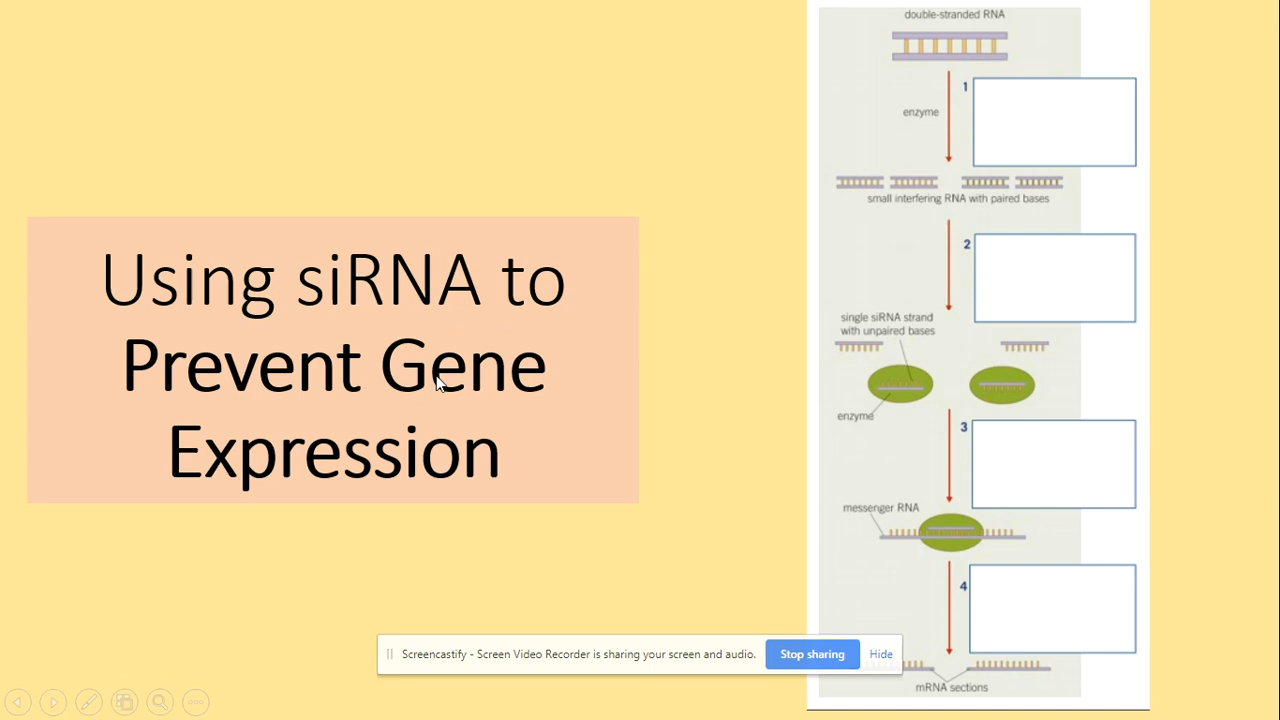 Using siRNA to
Prevent Gene
Expression
double-stranded RNA
1
enzyme
small interfering RNA with paired bases
2
single siRNA strand
with unpaired bases
enzyme
3
messenger RNA
4
mRNA sections
Screencastify - Screen Video Recorder is sharing your screen and audio.
Stop sharing
Hide